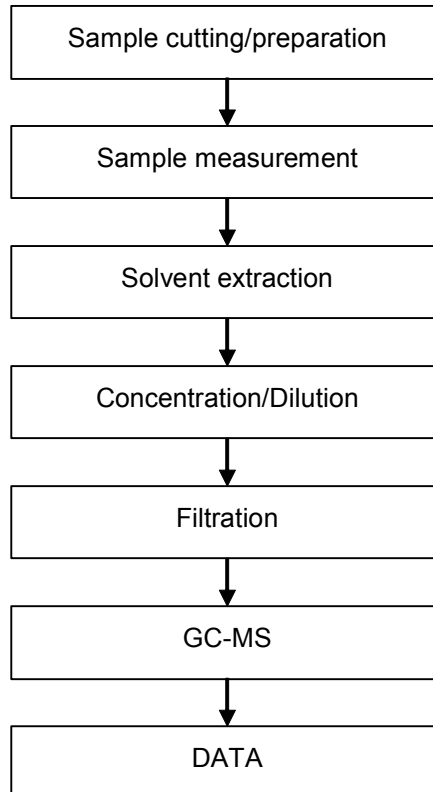 Sample cutting/preparation
Sample measurement
Solvent extraction
Concentration/Dilution
Filtration
GC-MS
DATA